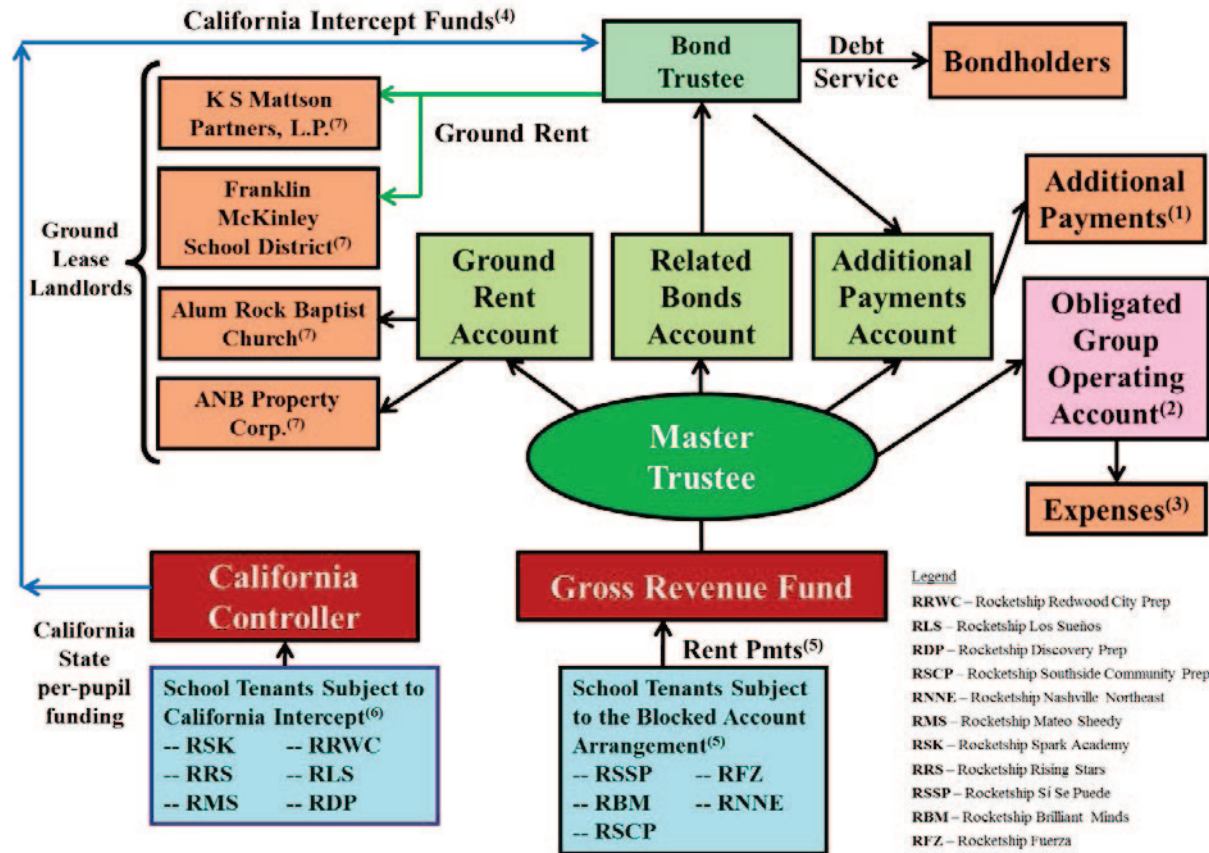 California Intercept Funds(4)
Bond
Trustee
Debt
Service
Bondholders
K S Mattson
Partners, L.P.(7)
Ground Rent
Franklin
McKinley
School District(7)
Additional
Payments(1)
Ground
Lease
Landlords
Ground
Rent
Account
Related
Bonds
Account
Additional
Payments
Account
Obligated
Group
Operating
Account(2)
Alum Rock Baptist
Church(7)
ANB Property
Corp.(7)
Master
Trustee
Expenses(3)
California
Controller
Gross Revenue Fund
California
State
per-pupil
funding
Rent Pmts(5)
School Tenants Subject to
California Intercept(6)
-- RSK -- RRWC
-- RRS -- RLS
-- RMS -- RDP
School Tenants Subject
to the Blocked Account
Arrangement(5)
-- RSSP -- RFZ
-- RBM -- RNNE
-- RSCP
Legend
RRWC – Rocketship Redwood City Prep
RLS – Rocketship Los Sueños
RDP – Rocketship Discovery Prep
RSCP – Rocketship Southside Community Prep
RNNE – Rocketship Nashville Northeast
RMS – Rocketship Mateo Sheedy
RSK – Rocketship Spark Academy
RRS – Rocketship Rising Stars
RSSP – Rocketship Sí Se Puede
RBM – Rocketship Brilliant Minds
RFZ – Rocketship Fuerza